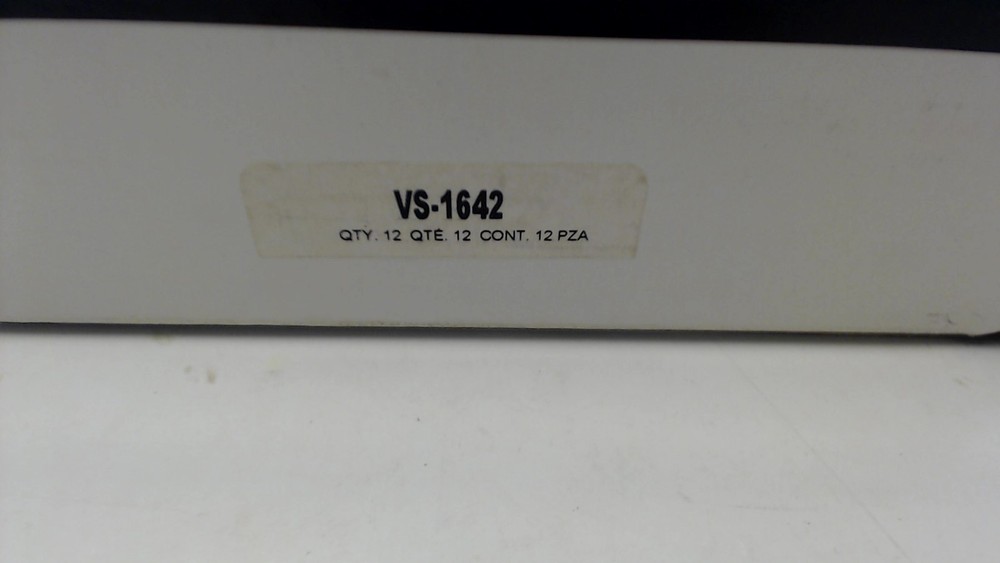 VS-1642
QTY. 12 QTÉ. 12 CONT. 12 PZA